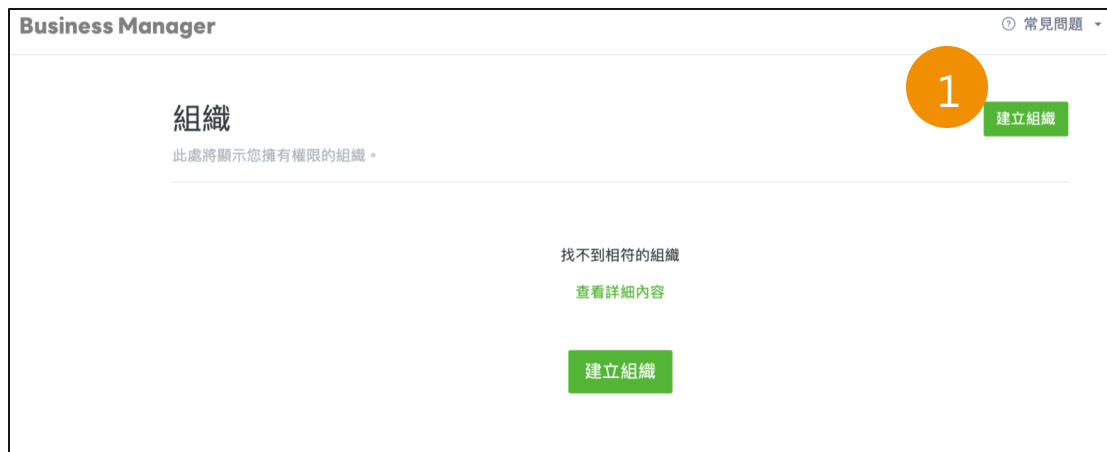 Business Manager
常見問題
1
組織
建立組織
此處將顯示您擁有權限的組織。
找不到相符的組織
查看詳細內容
建立組織